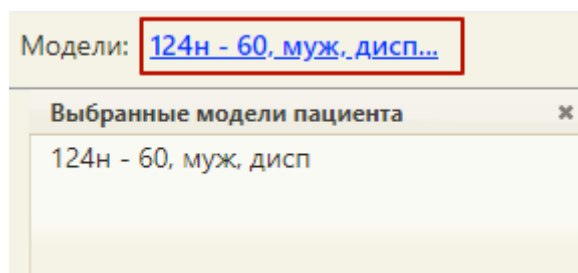 Модели: 124н - 60, муж, дисп...
Выбранные модели пациента
124н - 60, муж, дисп